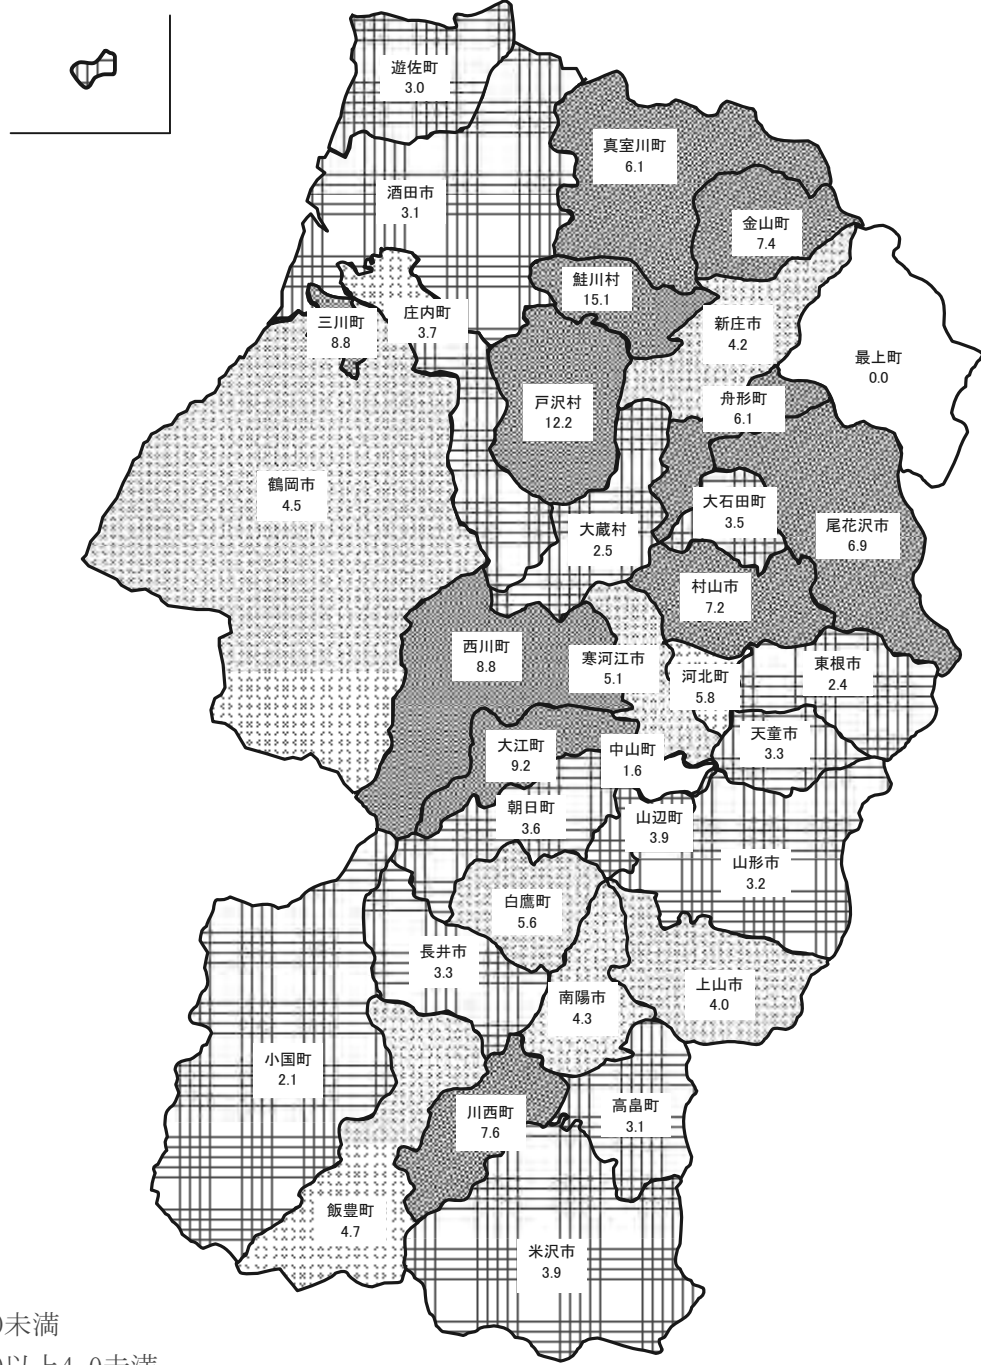 遊佐町
3.0
真室川町
6.1
酒田市
3.1
金山町
7.4
鮭川村
15.1
三川町
8.8
庄内町
3.7
新庄市
4.2
最上町
0.0
舟形町
6.1
戸沢村
12.2
鶴岡市
4.5
大石田町
3.5
大蔵村
2.5
尾花沢市
6.9
村山市
7.2
西川町
8.8
寒河江市
5.1
河北町
5.8
東根市
2.4
天童市
3.3
大江町
9.2
中山町
1.6
朝日町
3.6
山辺町
3.9
山形市
3.2
白鷹町
5.6
長井市
3.3
南陽市
4.3
上山市
4.0
小国町
2.1
川西町
7.6
高畠町
3.1
飯豊町
4.7
米沢市
3.9
未満
以上4.0未満